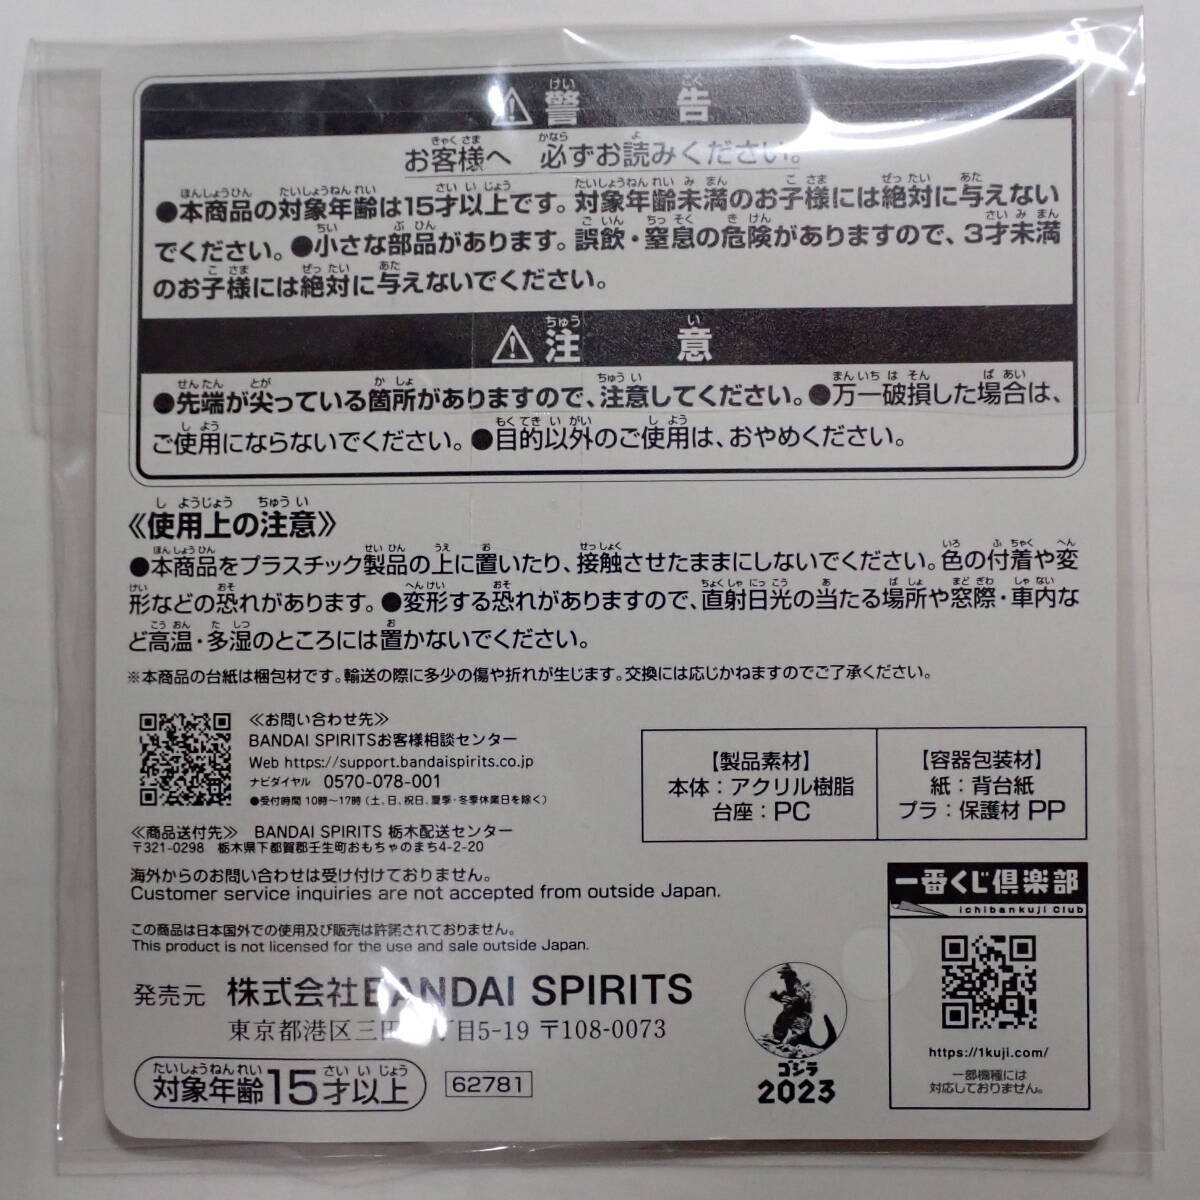 ⚠警告
お客様へ 必ずお読みください。
●本商品の対象年齢は15才以上です。対象年齢未満のお子様には絶対に与えない
でください。●小さな部品があります。誤飲・窒息の危険がありますので、3才未満
のお子様には絶対に与えないでください。
⚠注意
●先端が尖っている箇所がありますので、注意してください。●万一破損した場合は、
ご使用にならないでください。●目的以外のご使用は、おやめください。
《使用上の注意》
●本商品をプラスチック製品の上に置いたり、接触させたままにしないでください。色の付着や変
形などの恐れがあります。●変形する恐れがありますので、直射日光の当たる場所や窓際・車内な
ど高温・多湿のところには置かないでください。
※本商品の台紙は梱包材です。輸送の際に多少の傷や折れが生じます。交換には応じかねますのでご了承ください。
≪お問い合わせ先≫
BANDAI SPIRITSお客様相談センター
Web https://support.bandaispirits.co.jp
ナビダイヤル 0570-078-001
●受付時間 10時〜17時(土、日、祝日、夏季・冬季休業日を除く)
≪商品送付先≫ BANDAI SPIRITS 栃木配送センター
〒321-0298 栃木県下都賀郡壬生町おもちゃのまち4-2-20
海外からのお問い合わせは受け付けておりません。
Customer service inquiries are not accepted from outside Japan.
この商品は日本国外での使用及び販売は許諾されておりません。
This product is not licensed for the use and sale outside Japan.
発売元 株式会社BANDAI SPIRITS
東京都港区三田 丁目5-19 〒108-0073
対象年齢15才以上
62781
【製品素材】
本体:アクリル樹脂
台座:PC
【容器包装材】
紙:背台紙
プラ:保護材 PP
ゴジラ
2023
一番くじ倶楽部
ichibankuji Club
https://1kuji.com/
一部機種には
対応しておりません。